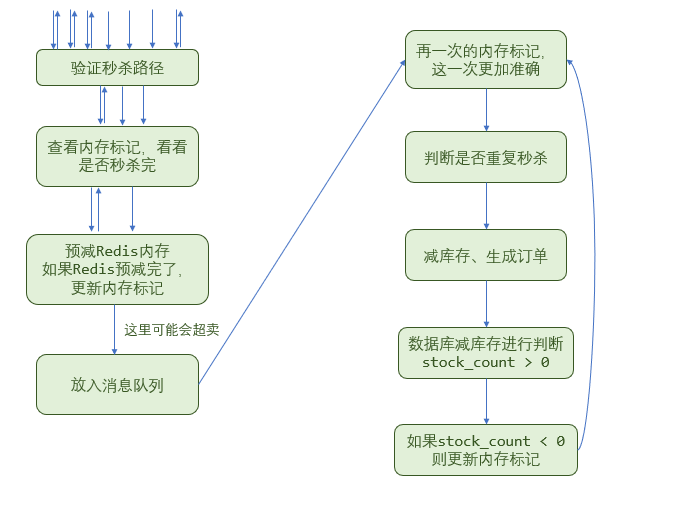 验证秒杀路径
查看内存标记，看看
是否秒杀完
预减Redis内存
如果Redis预减完了，
更新内存标记
这里可能会超卖
放入消息队列
再一次的内存标记，
这一次更加准确
判断是否重复秒杀
减库存、生成订单
数据库减库存进行判断
stock_count > 0
如果stock_count < 0
则更新内存标记